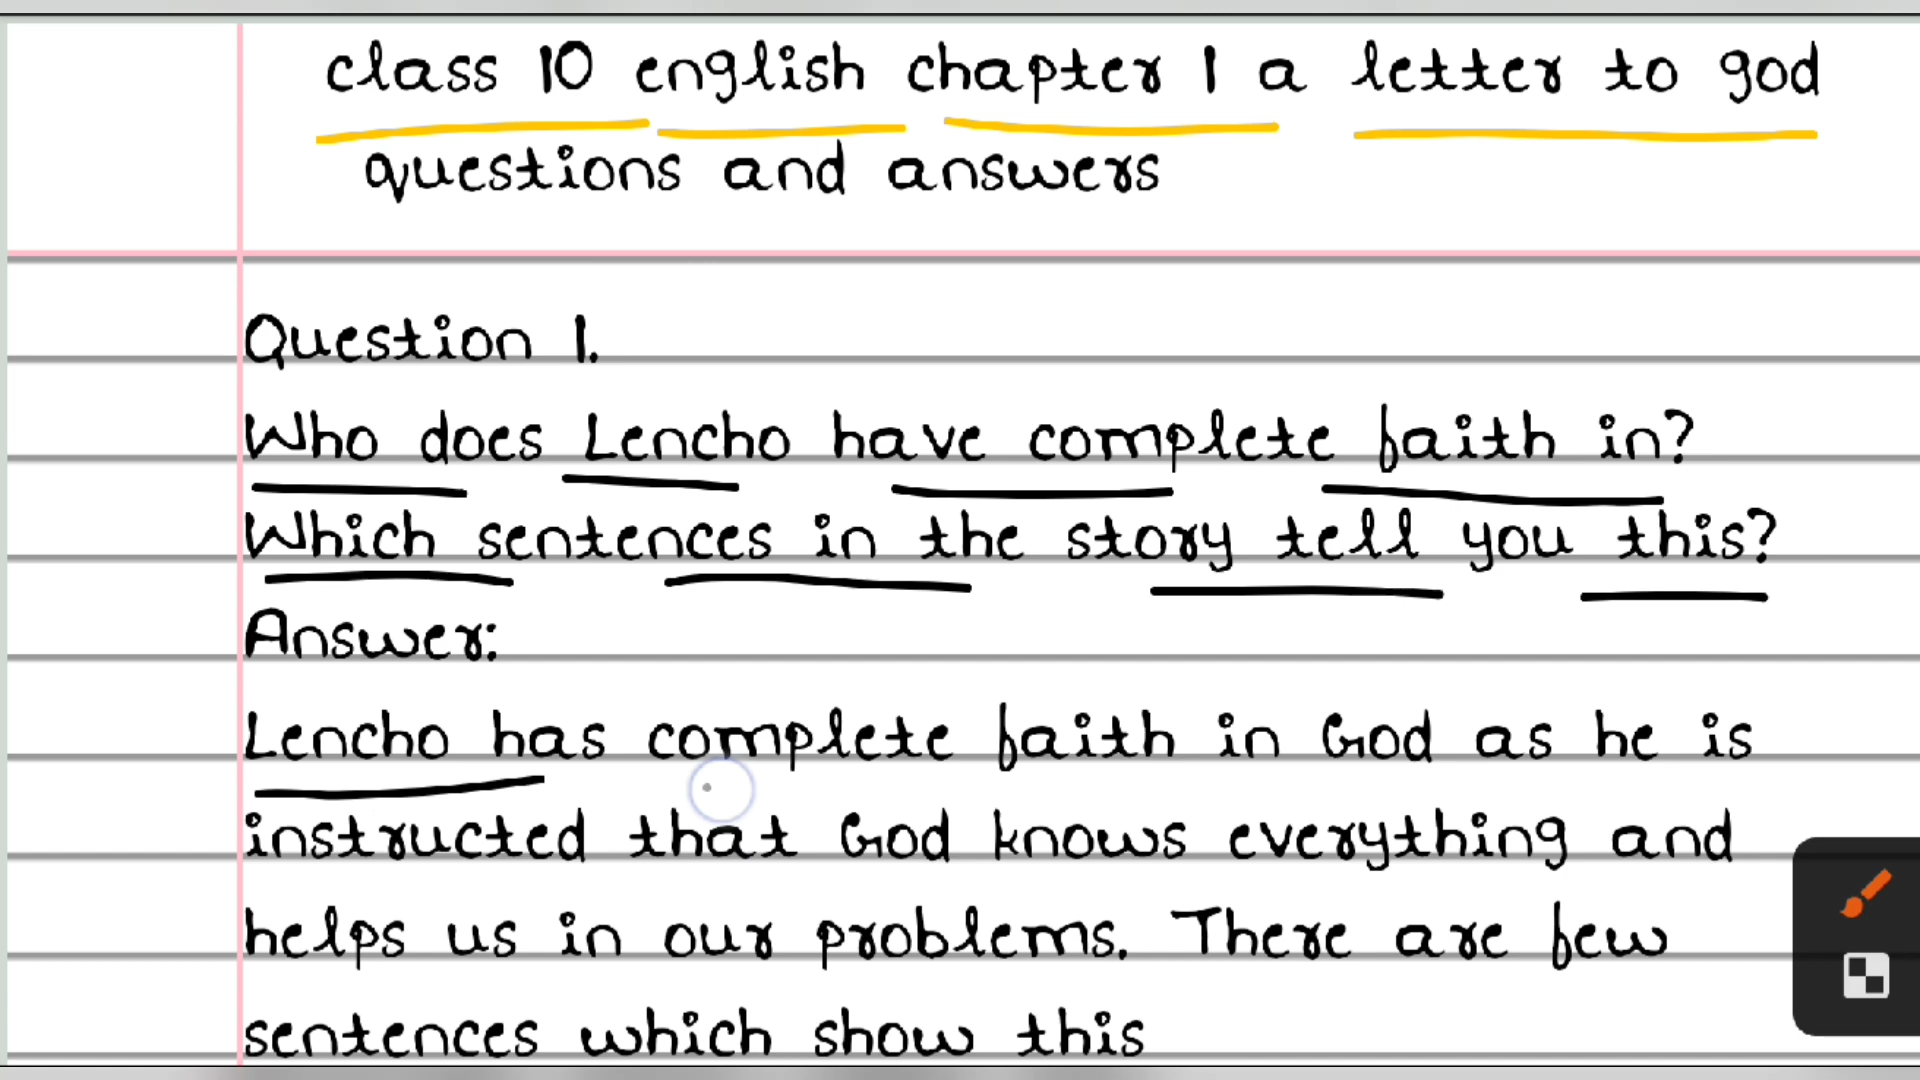 class 10 english chapter 1 a letter to god
questions and answers
Question 1.
Who does Lencho have complete faith in?
Which sentences in the story tell you this?
Answer:
Lencho has complete faith in God as he is
instructed that God knows everything and
helps us in our problems. There are few
sentences which show this